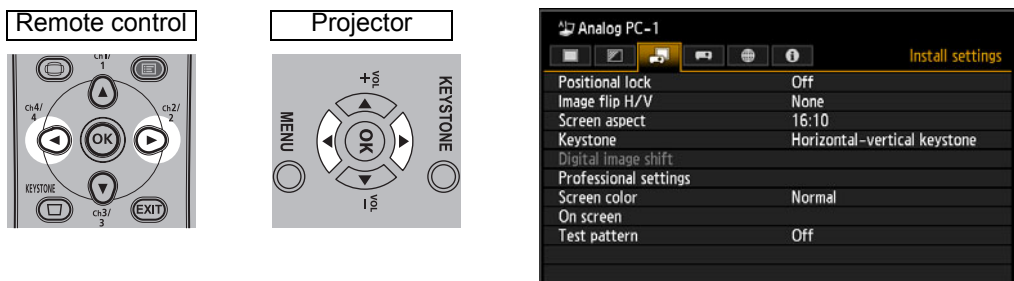 Remote control
Ch1/
1
Ch4/
4
Ch2/
2
OK
KEYSTONE
Ch3/
3
EXIT
Projector
VOL
+
KEYSTONE
MENU
OK
−
VOL
Analog PC-1
Install settings
Positional lock Off
Image flip H/V None
Screen aspect 16:10
Keystone Horizontal-vertical keystone
Digital image shift
Professional settings
Screen color Normal
On screen
Test pattern Off